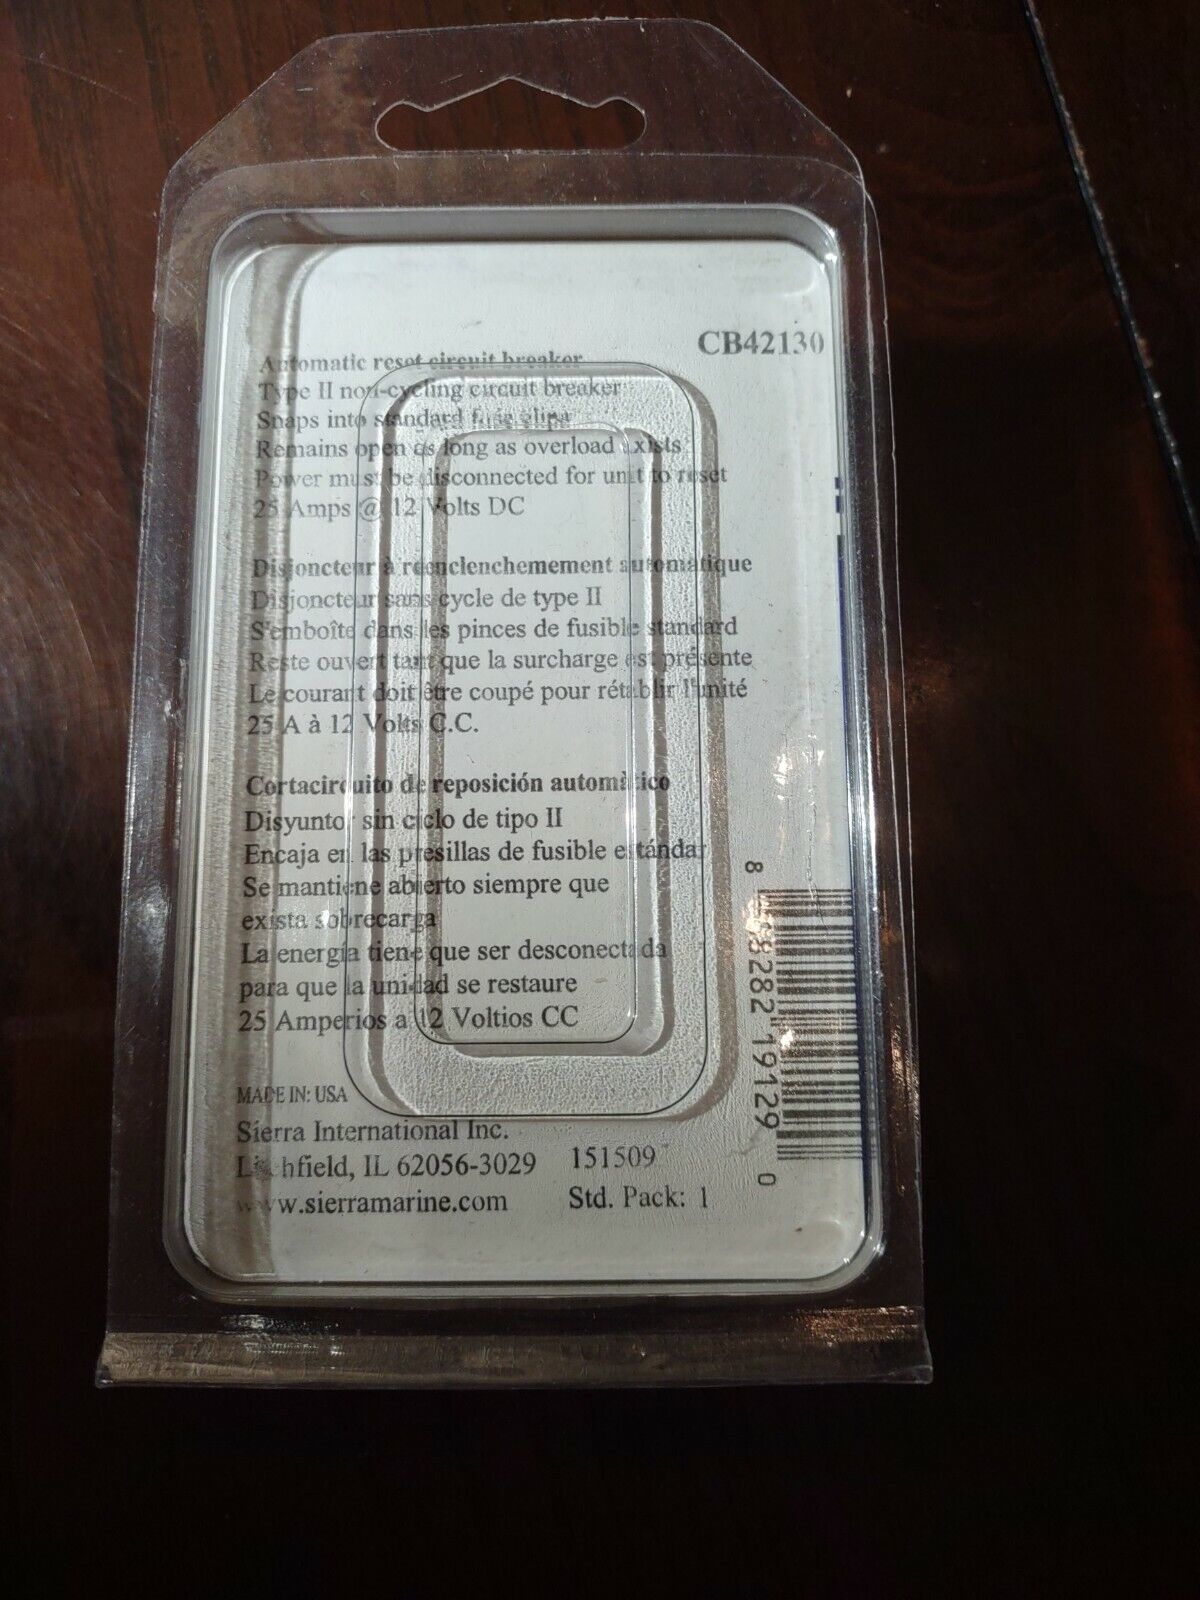 CB42130
Automatic reset circuit breaker
Type II non-cycling circuit breaker
Snaps into standard fuse clips
Remains open as long as overload exists
Power must be disconnected for unit to reset
25 Amps @ 12 Volts DC
Disjoncteur à réenclenchemement automatique
Disjoncteur sans cycle de type II
S'emboîte dans les pinces de fusible standard
Reste ouvert tant que la surcharge est présente
Le courant doit être coupé pour rétablir l'unité
25 A à 12 Volts C.C.
Cortacircuito de reposición automático
Disyuntor sin ciclo de tipo II
Encaja en las presillas de fusible estándar
Se mantiene abierto siempre que
exista sobrecarga
La energía tiene que ser desconectada
para que la unidad se restaure
25 Amperios a 12 Voltios CC
MADE IN: USA
Sierra International Inc.
Litchfield, IL 62056-3029 151509
www.sierramarine.com Std. Pack: 1
8 19129 0